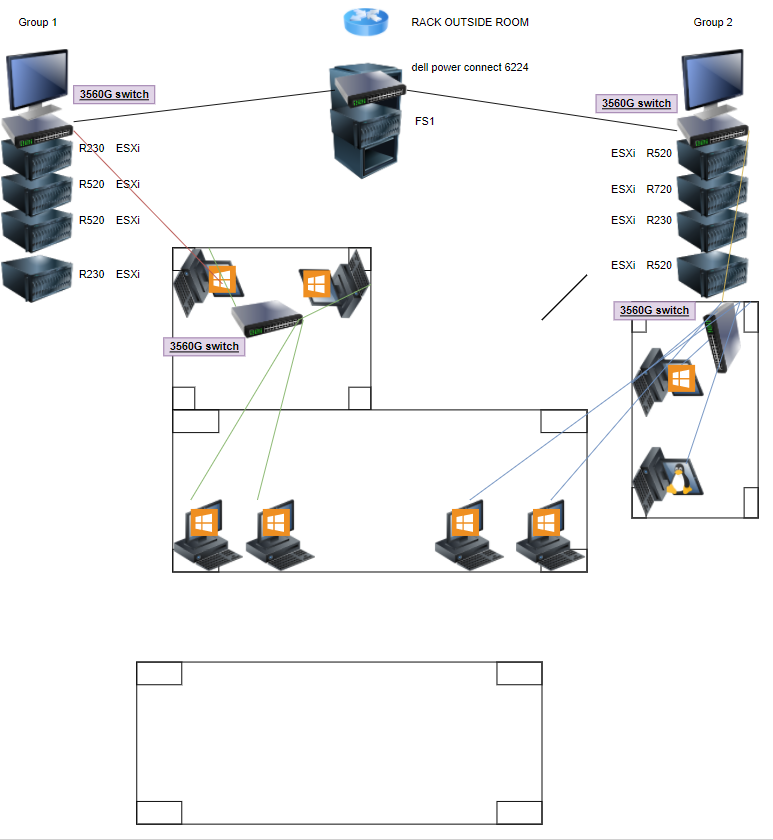 Group 1
RACK OUTSIDE ROOM
Group 2
dell power connect 6224
3560G switch
3560G switch
FS1
R230 ESXi
ESXi R520
R520 ESXi
ESXi R720
R520 ESXi
ESXi R230
R230 ESXi
ESXi R520
3560G switch
3560G switch